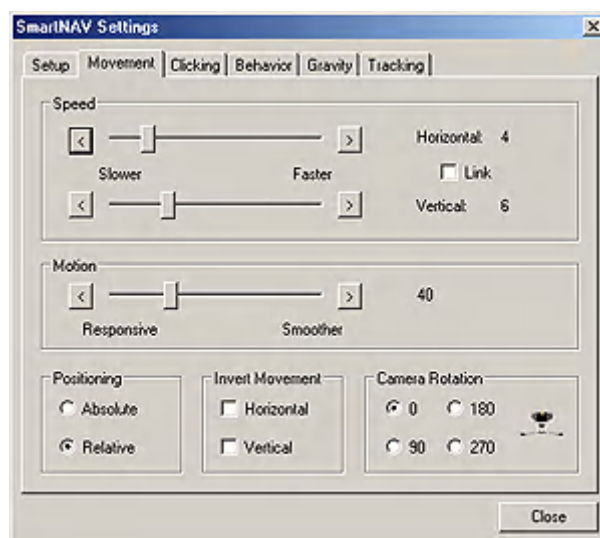 SmartNAV Settings
Setup Movement Clicking Behavior Gravity Tracking
Speed
< > Horizontal: 4
Slower Faster Link
< > Vertical: 6
Motion
< > 40
Responsive Smoother
Positioning Invert Movement Camera Rotation
Absolute Horizontal 0 180
Relative Vertical 90 270
Close